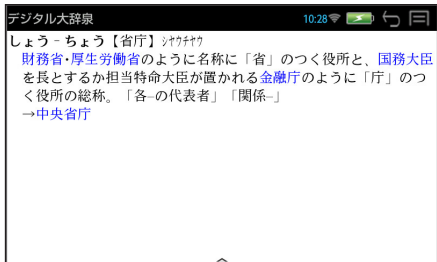 デジタル大辞泉 10:28
しょう‐ちょう【省庁】シヤウチヤウ
財務省・厚生労働省のように名称に「省」のつく役所と、国務大臣
を長とするか担当特命大臣が置かれる金融庁のように「庁」のつ
く役所の総称。「各―の代表者」「関係―」
→中央省庁